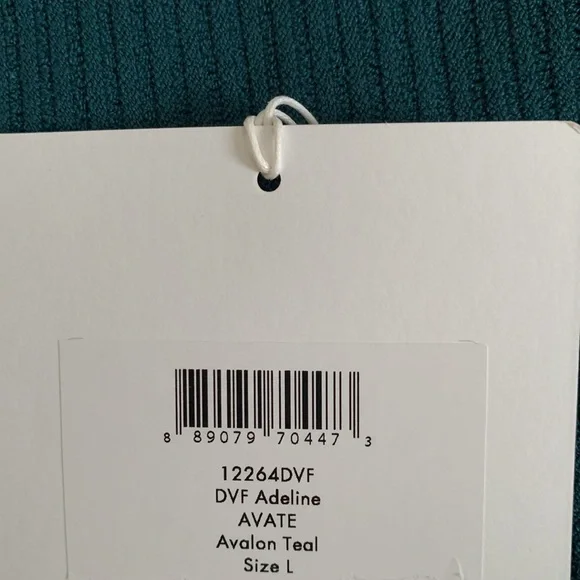 8 89079 70447 3
12264DVF
DVF Adeline
AVATE
Avalon Teal
Size L